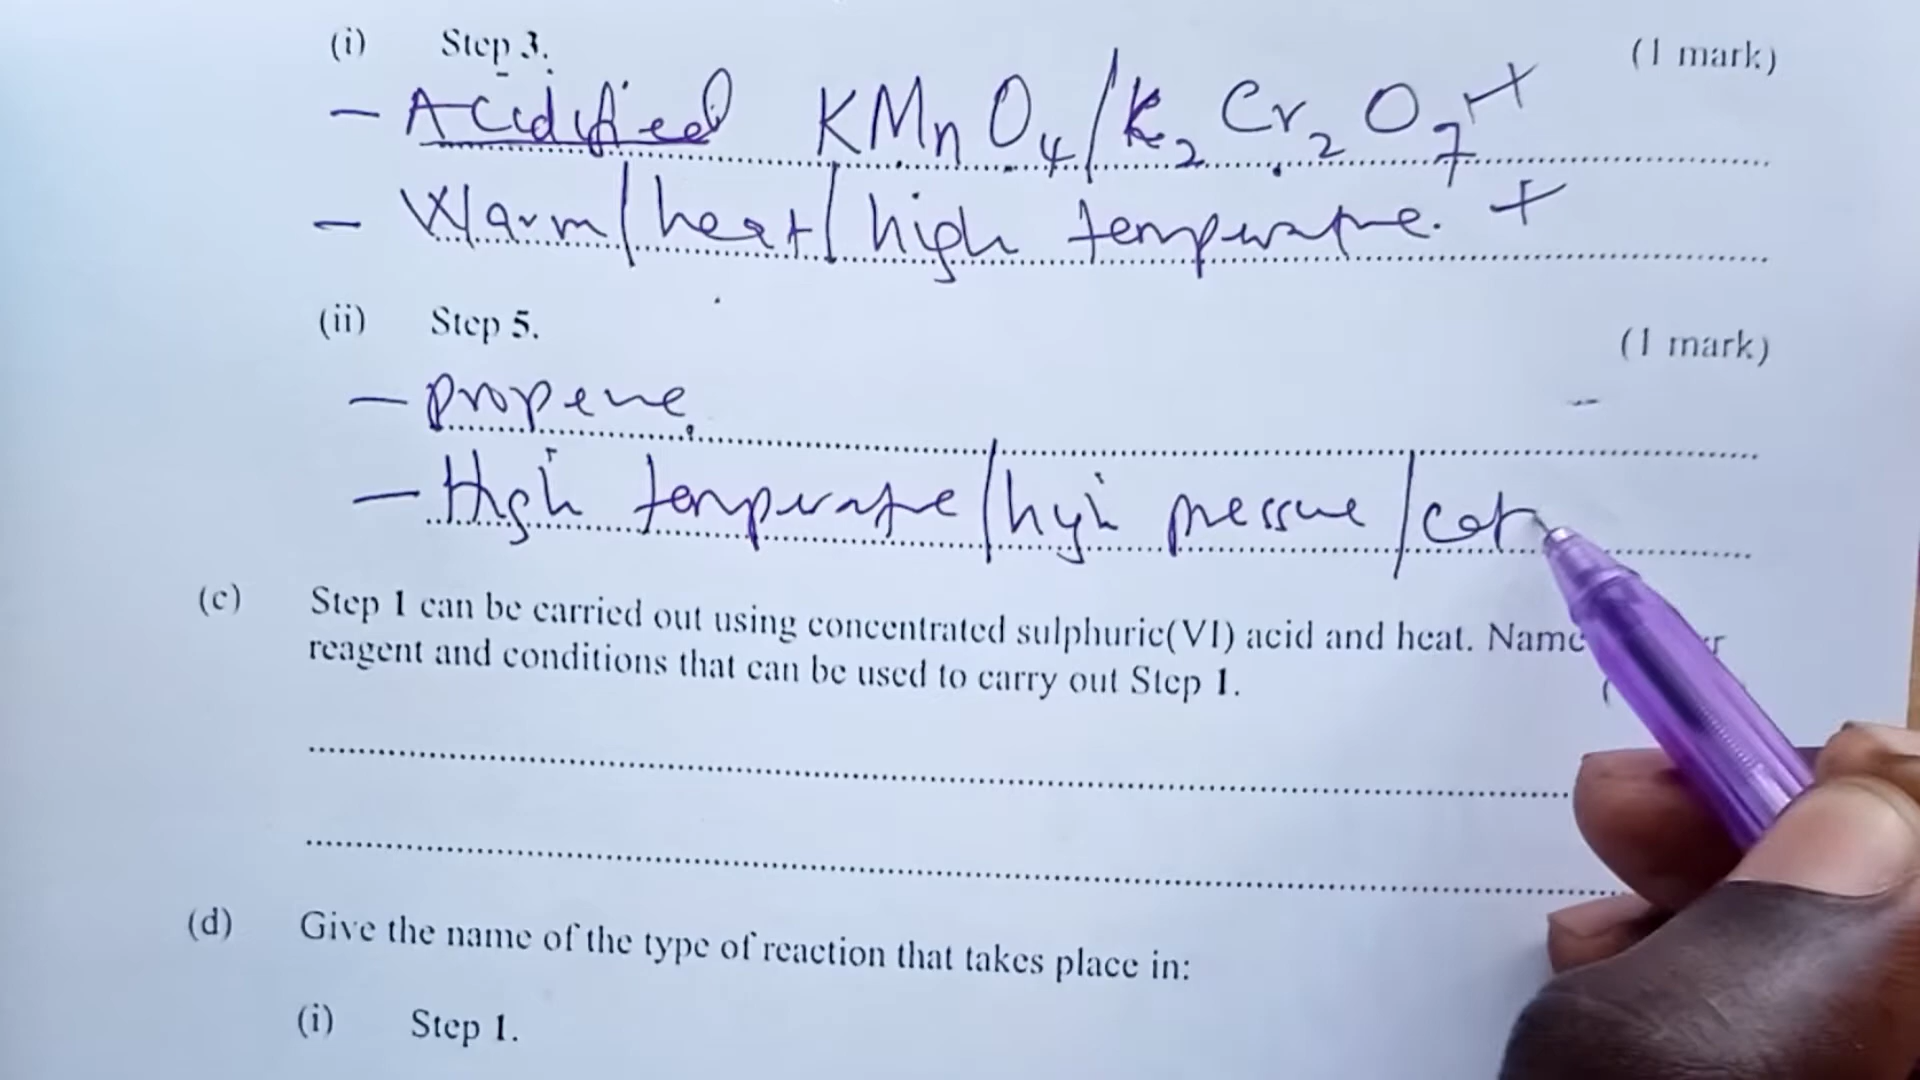 (i) Step 3. (1 mark)
- Acidified KMnO4/K2Cr2O7 +
- Warm/heat/high temperature. +
(ii) Step 5. (1 mark)
- Propene
- High temperature/high pressure/cat
(c) Step 1 can be carried out using concentrated sulphuric(VI) acid and heat. Name
reagent and conditions that can be used to carry out Step 1. (
(d) Give the name of the type of reaction that takes place in:
(i) Step 1.